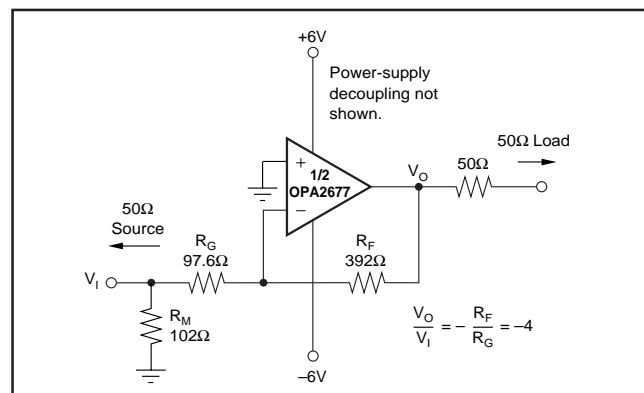 +6V
Power-supply
decoupling not
shown.
50Ω Load
+
1/2
OPA2677
−
V_O
50Ω
50Ω
Source
R_G
97.6Ω
R_F
392Ω
V_I
R_M
102Ω
V_O/V_I = − R_F/R_G = −4
−6V